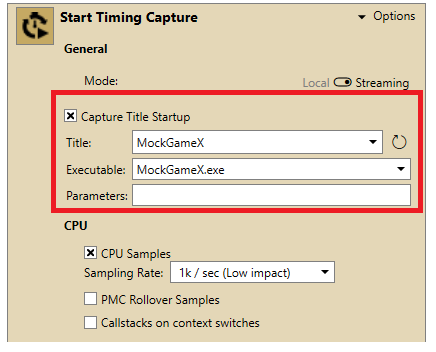 Start Timing Capture
Options
General
Mode:
Local Streaming
Capture Title Startup
Title: MockGameX
Executable: MockGameX.exe
Parameters:
CPU
CPU Samples
Sampling Rate: 1k / sec (Low impact)
PMC Rollover Samples
Callstacks on context switches